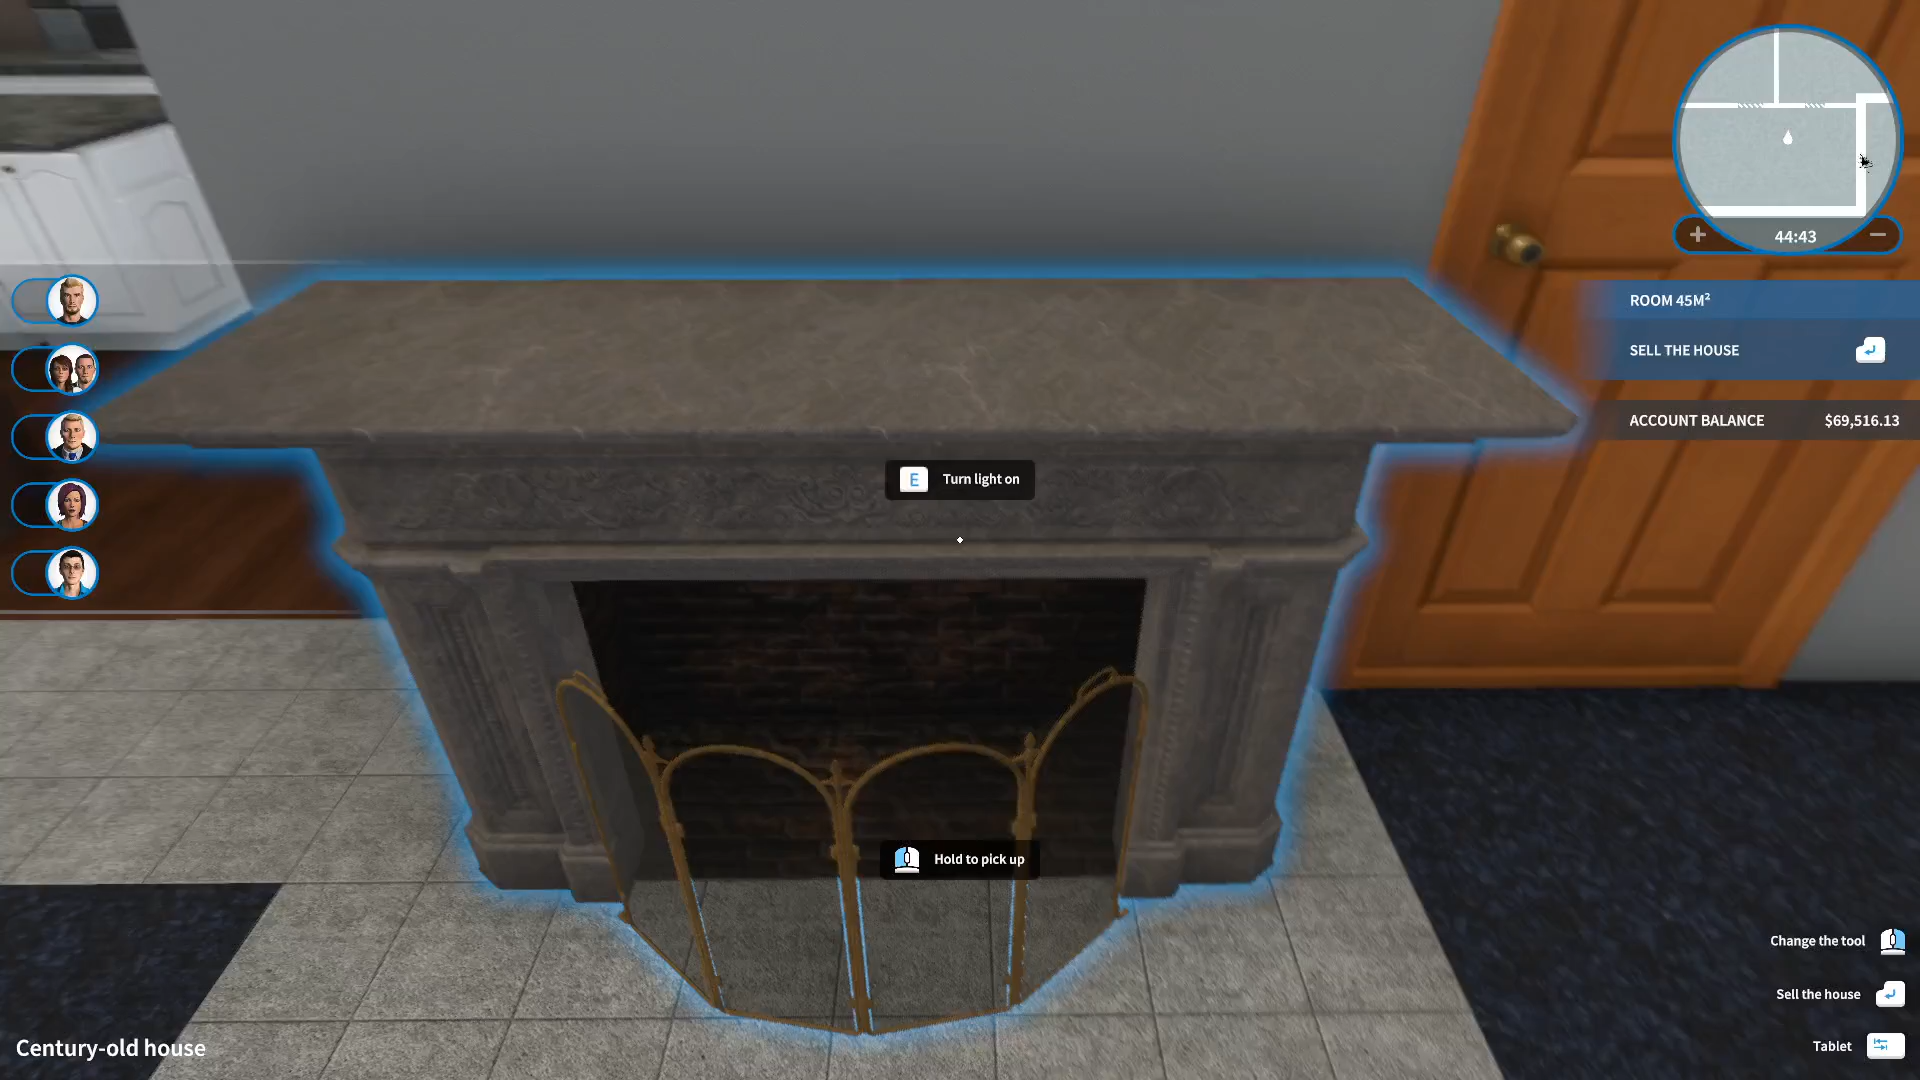 44:43
ROOM 45M²
SELL THE HOUSE
ACCOUNT BALANCE $69,516.13
E Turn light on
Hold to pick up
Change the tool
Sell the house
Tablet
Century-old house